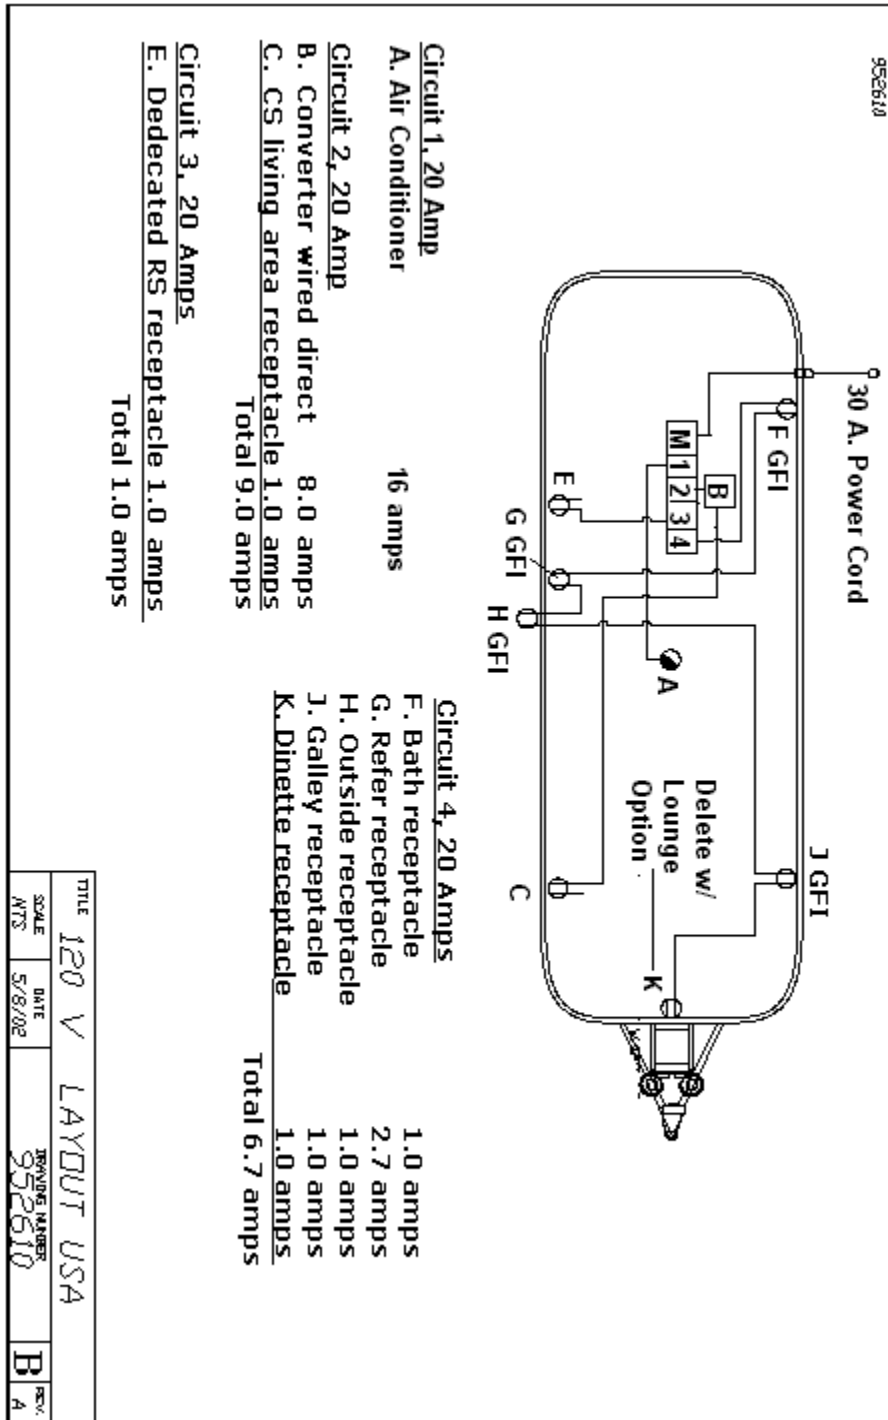 952610
30 A. Power Cord
F GFI
M 1 2 3 4
B
E
G GFI
H GFI
A
Delete w/
Lounge
Option
J GFI
C
K
Circuit 1, 20 Amp
A. Air Conditioner 16 amps
Circuit 2, 20 Amp
B. Converter wired direct 8.0 amps
C. CS living area receptacle 1.0 amps
Total 9.0 amps
Circuit 3, 20 Amps
E. Dedecated RS receptacle 1.0 amps
Total 1.0 amps
Circuit 4, 20 Amps
F. Bath receptacle 1.0 amps
G. Refer receptacle 2.7 amps
H. Outside receptacle 1.0 amps
J. Galley receptacle 1.0 amps
K. Dinette receptacle 1.0 amps
Total 6.7 amps
TITLE 120 V LAYOUT USA
SCALE NTS
DATE 5/8/02
DRAWING NUMBER 952610
B
REV. A